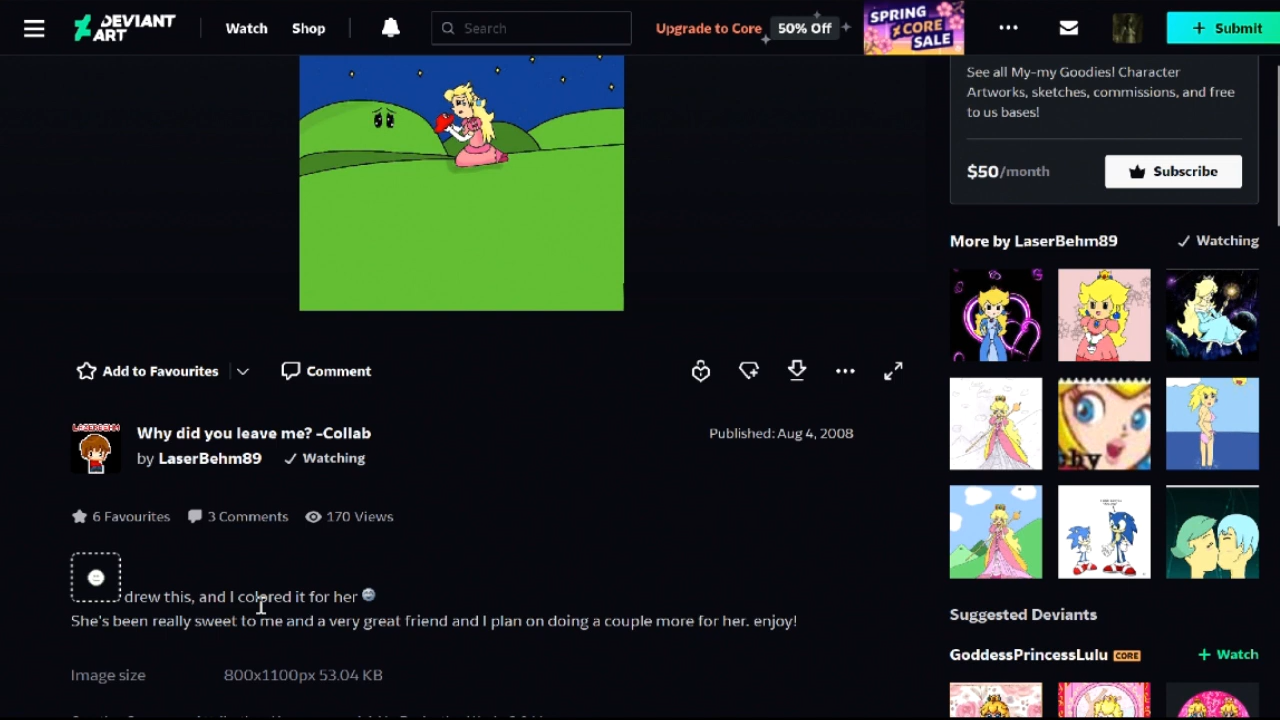 DEVIANT ART
Watch
Shop
Search
Upgrade to Core
50% Off
SPRING CORE SALE
+ Submit
See all My-my Goodies! Character
Artworks, sketches, commissions, and free
to us bases!
$50/month
Subscribe
Add to Favourites
Comment
LAZERBEHM
Why did you leave me? -Collab
by LaserBehm89 ✓ Watching
Published: Aug 4, 2008
6 Favourites
3 Comments
170 Views
drew this, and I colored it for her
She's been really sweet to me and a very great friend and I plan on doing a couple more for her. enjoy!
Image size
800x1100px 53.04 KB
More by LaserBehm89
✓ Watching
Suggested Deviants
GoddessPrincessLulu CORE
+ Watch